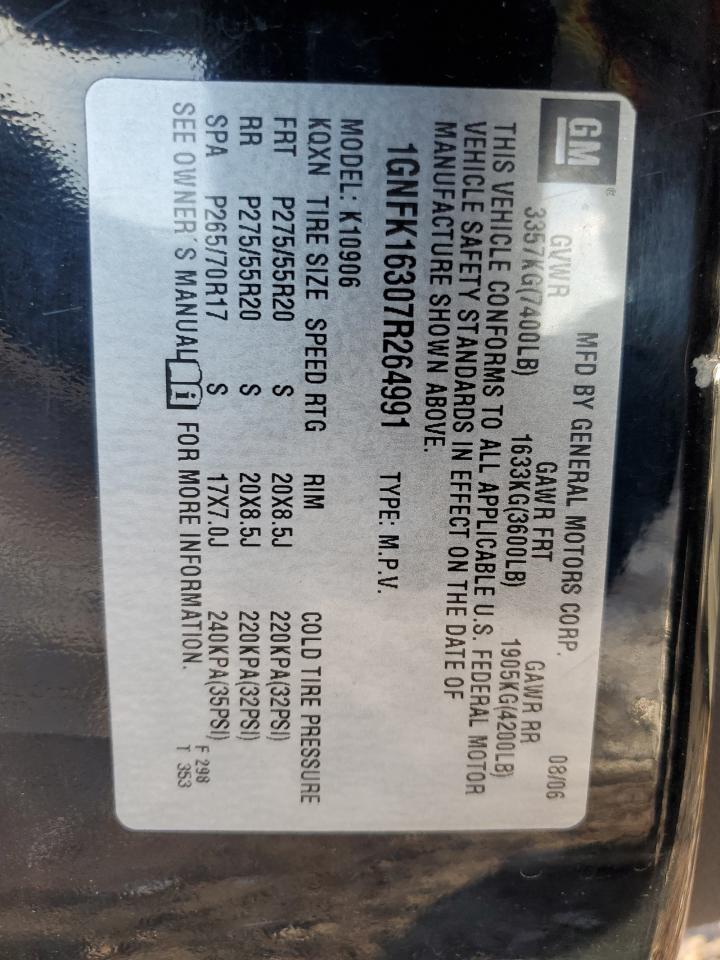 GM® MFD BY GENERAL MOTORS CORP. 08/06
GVWR GAWR FRT GAWR RR
3357KG(7400LB) 1633KG(3600LB) 1905KG(4200LB)
THIS VEHICLE CONFORMS TO ALL APPLICABLE U.S. FEDERAL MOTOR
VEHICLE SAFETY STANDARDS IN EFFECT ON THE DATE OF
MANUFACTURE SHOWN ABOVE.
1GNFK16307R264991 TYPE: M.P.V.
MODEL: K10906
KQXN TIRE SIZE SPEED RTG RIM COLD TIRE PRESSURE
FRT P275/55R20 S 20X8.5J 220KPA(32PSI)
RR P275/55R20 S 20X8.5J 220KPA(32PSI)
SPA P265/70R17 S 17X7.0J 240KPA(35PSI)
SEE OWNER'S MANUAL i FOR MORE INFORMATION.
F 298
T 353